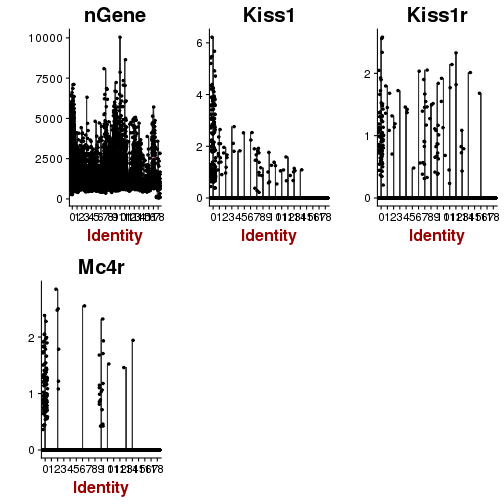 nGene
Kiss1
Kiss1r
10000
7500
5000
2500
0
6
4
2
0
2
1
0
Identity
Identity
Identity
Mc4r
2
1
0
Identity